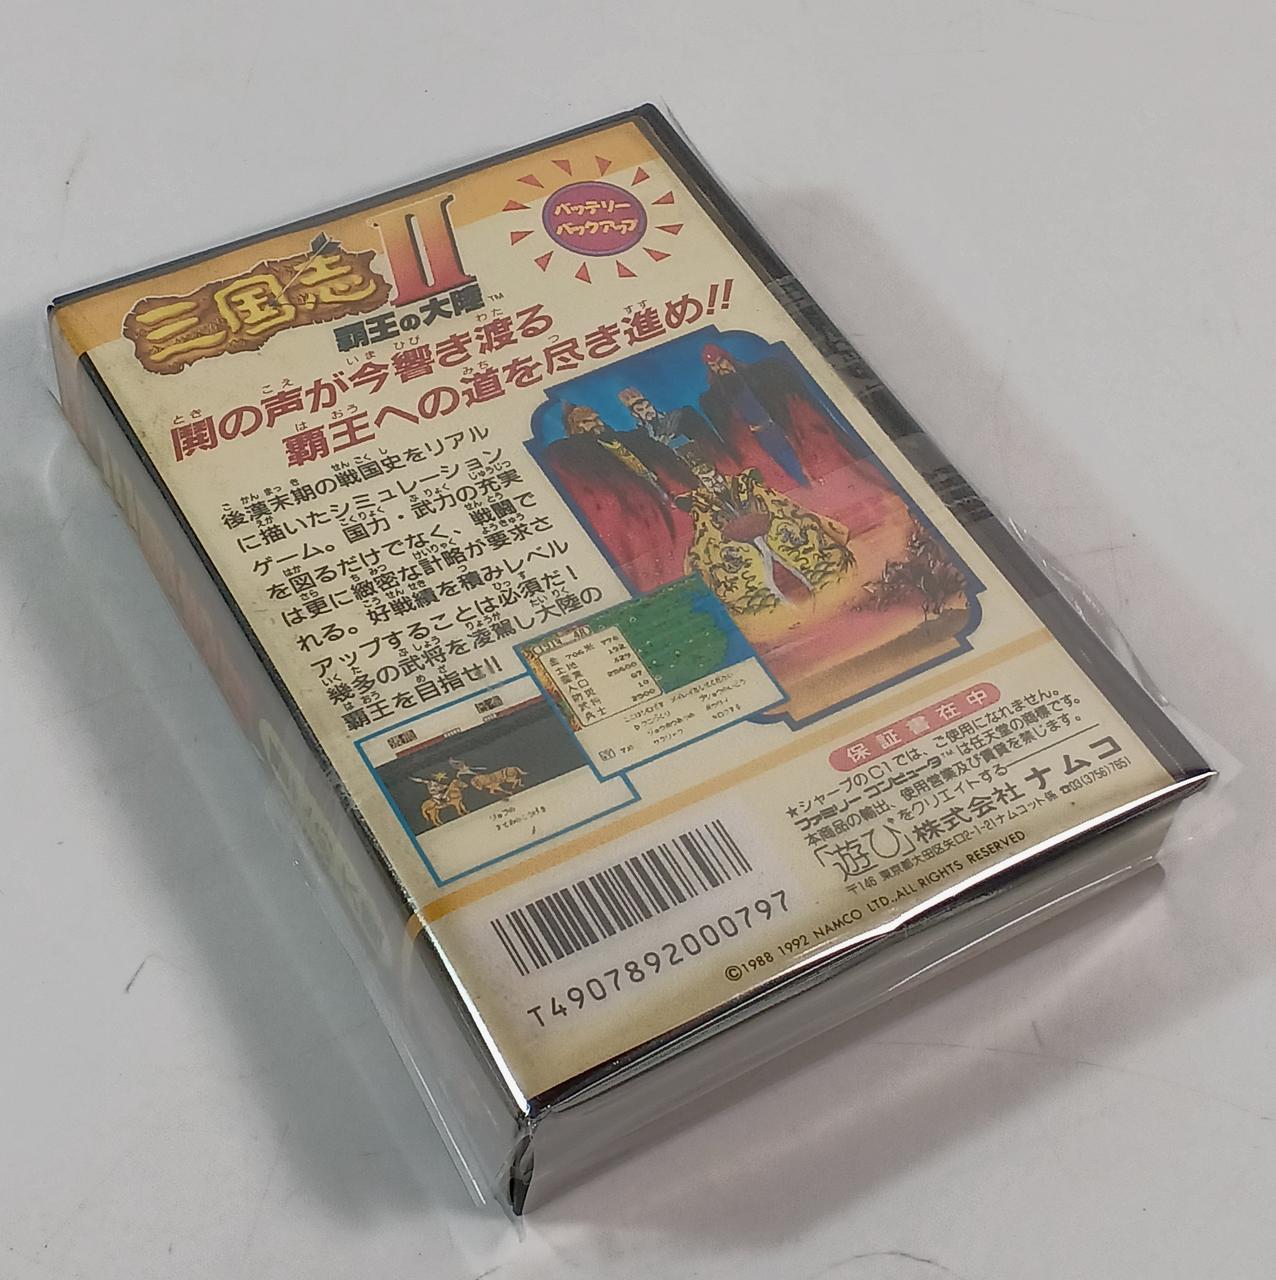 三国志II
覇王の大陸™
バッテリー
バックアップ
鬨の声が今響き渡る
覇王への道を尽き進め!!
後漢末期の戦国史をリアル
に描いたシミュレーション
ゲーム。国力・武力の充実
を図るだけでなく、戦闘で
は更に緻密な計略が要求さ
れる。好戦績を積みレベル
アップすることは必須だ!
幾多の武将を凌駕し大陸の
覇王を目指せ!!
保証書在中
★シャープのC1では、ご使用になれません。
ファミリーコンピュータ™は任天堂の商標です。
本商品の輸出、使用営業及び賃貸を禁じます。
「遊び」をクリエイトする
株式会社ナムコ
〒146 東京都大田区矢口2-1-21ナムコット係 ☎03(3756)7651
©1988 1992 NAMCO LTD.,ALL RIGHTS RESERVED
T4907892000797